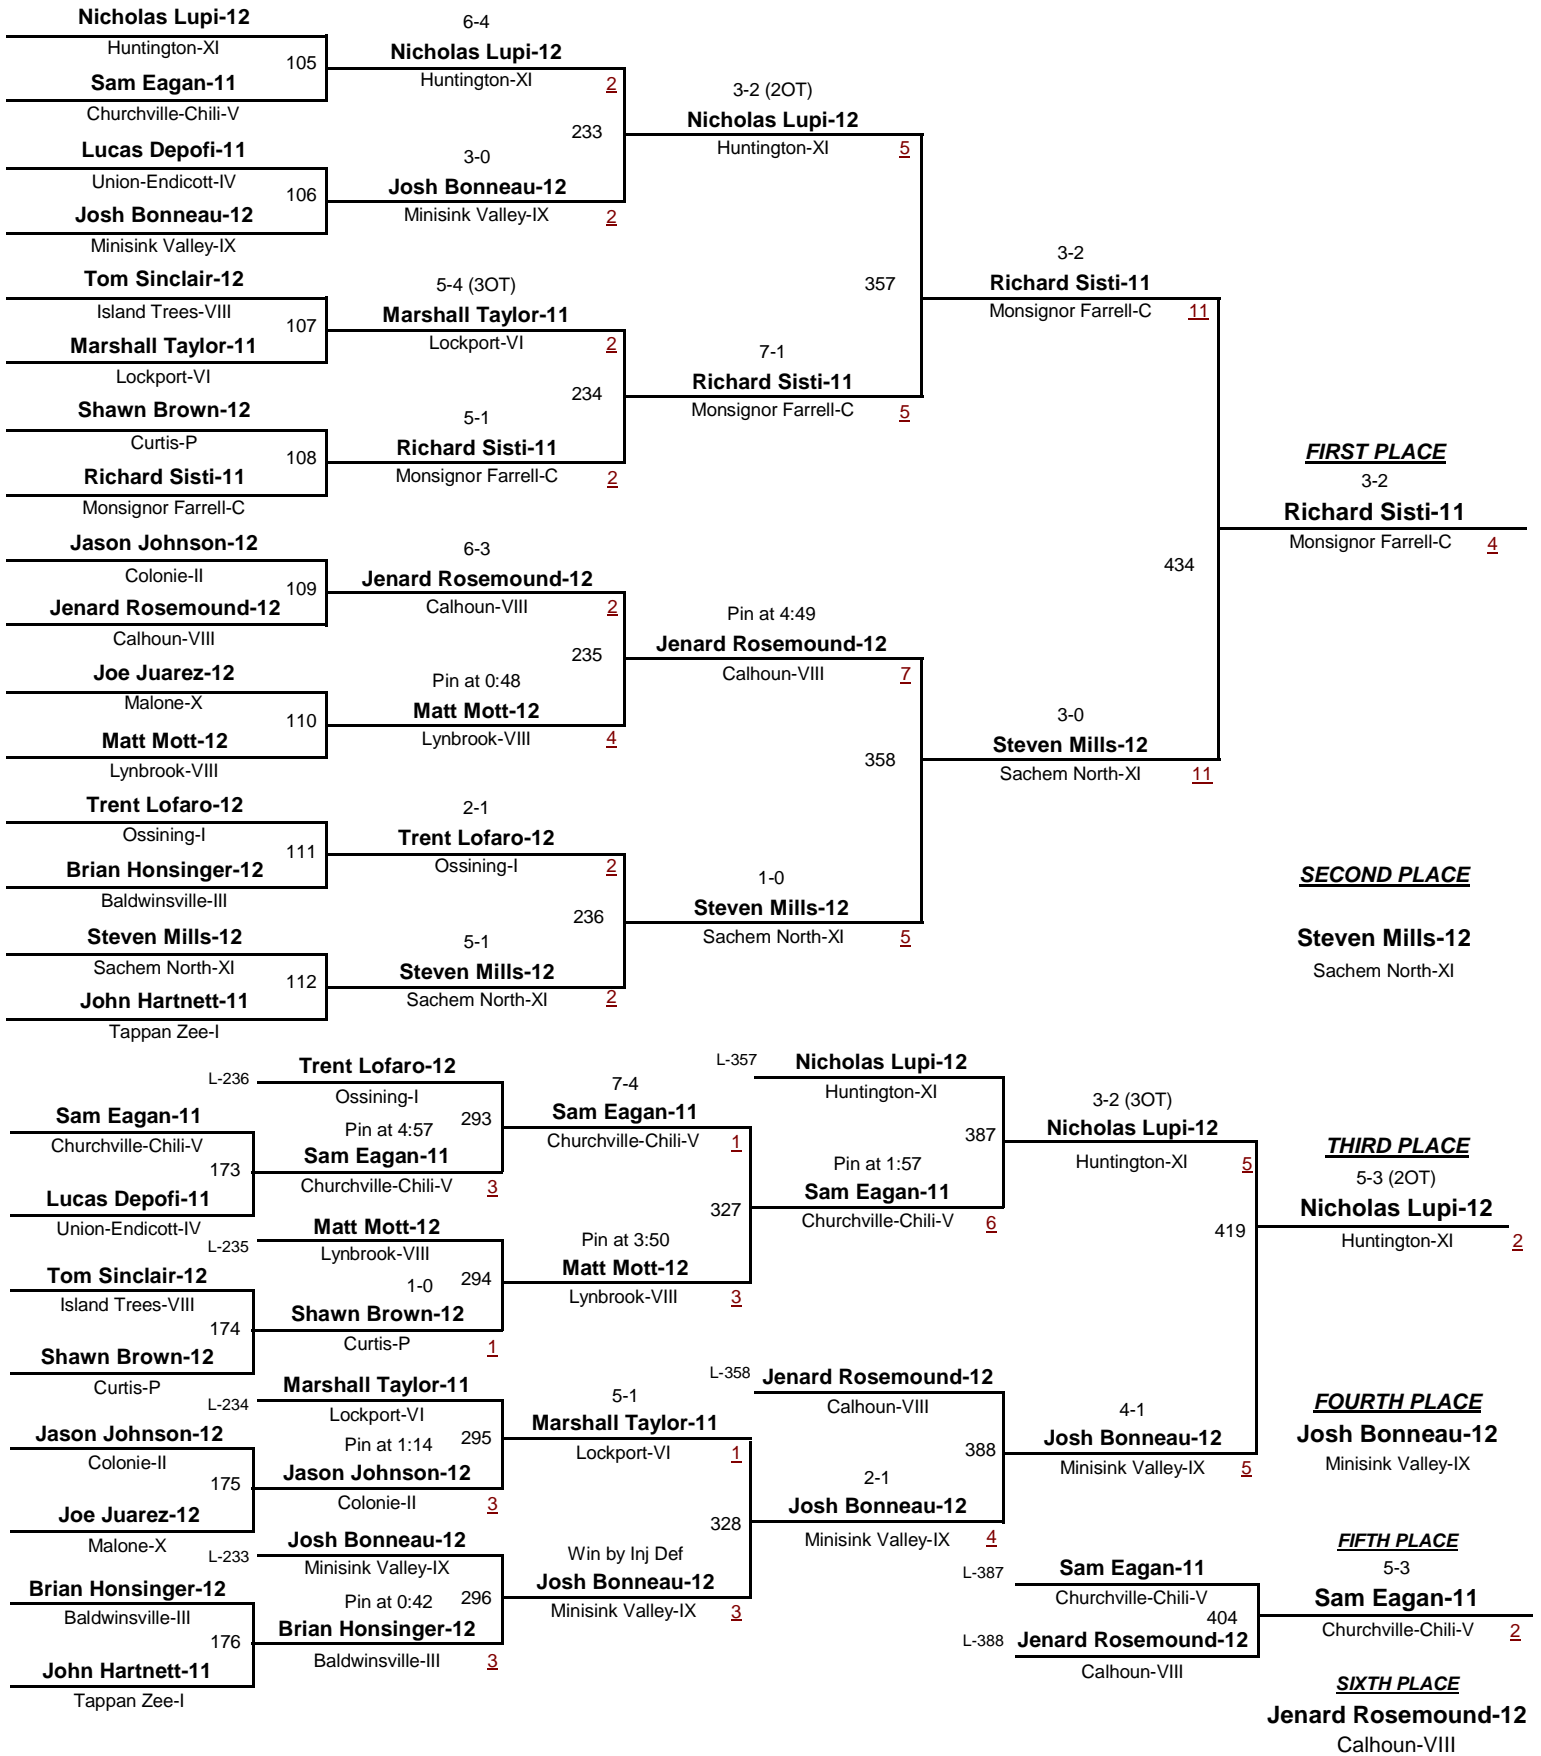 Nicholas Lupi-12
Huntington-XI
105
Sam Eagan-11
Churchville-Chili-V
6-4
Nicholas Lupi-12
Huntington-XI
2
Lucas Depofi-11
Union-Endicott-IV
106
Josh Bonneau-12
Minisink Valley-IX
3-0
Josh Bonneau-12
Minisink Valley-IX
2
233
3-2 (2OT)
Nicholas Lupi-12
Huntington-XI
5
Tom Sinclair-12
Island Trees-VIII
107
Marshall Taylor-11
Lockport-VI
5-4 (3OT)
Marshall Taylor-11
Lockport-VI
2
Shawn Brown-12
Curtis-P
108
Richard Sisti-11
Monsignor Farrell-C
5-1
Richard Sisti-11
Monsignor Farrell-C
2
234
7-1
Richard Sisti-11
Monsignor Farrell-C
5
357
3-2
Richard Sisti-11
Monsignor Farrell-C
11
Jason Johnson-12
Colonie-II
109
Jenard Rosemound-12
Calhoun-VIII
6-3
Jenard Rosemound-12
Calhoun-VIII
2
Joe Juarez-12
Malone-X
110
Matt Mott-12
Lynbrook-VIII
Pin at 0:48
Matt Mott-12
Lynbrook-VIII
4
235
Pin at 4:49
Jenard Rosemound-12
Calhoun-VIII
7
Trent Lofaro-12
Ossining-I
111
Brian Honsinger-12
Baldwinsville-III
2-1
Trent Lofaro-12
Ossining-I
2
Steven Mills-12
Sachem North-XI
112
John Hartnett-11
Tappan Zee-I
5-1
Steven Mills-12
Sachem North-XI
2
236
1-0
Steven Mills-12
Sachem North-XI
5
358
3-0
Steven Mills-12
Sachem North-XI
11
434
FIRST PLACE
3-2
Richard Sisti-11
Monsignor Farrell-C
4
SECOND PLACE
Steven Mills-12
Sachem North-XI
L-236
Trent Lofaro-12
Ossining-I
293
Sam Eagan-11
Churchville-Chili-V
173
Lucas Depofi-11
Union-Endicott-IV
Pin at 4:57
Sam Eagan-11
Churchville-Chili-V
3
7-4
Sam Eagan-11
Churchville-Chili-V
1
L-235
Matt Mott-12
Lynbrook-VIII
294
Tom Sinclair-12
Island Trees-VIII
174
Shawn Brown-12
Curtis-P
1-0
Shawn Brown-12
Curtis-P
1
Pin at 3:50
Matt Mott-12
Lynbrook-VIII
3
327
L-357
Nicholas Lupi-12
Huntington-XI
387
Pin at 1:57
Sam Eagan-11
Churchville-Chili-V
6
3-2 (3OT)
Nicholas Lupi-12
Huntington-XI
5
L-234
Marshall Taylor-11
Lockport-VI
295
Jason Johnson-12
Colonie-II
175
Joe Juarez-12
Malone-X
Pin at 1:14
Jason Johnson-12
Colonie-II
3
5-1
Marshall Taylor-11
Lockport-VI
1
L-233
Josh Bonneau-12
Minisink Valley-IX
296
Brian Honsinger-12
Baldwinsville-III
176
John Hartnett-11
Tappan Zee-I
Pin at 0:42
Brian Honsinger-12
Baldwinsville-III
3
Win by Inj Def
Josh Bonneau-12
Minisink Valley-IX
3
328
L-358
Jenard Rosemound-12
Calhoun-VIII
388
2-1
Josh Bonneau-12
Minisink Valley-IX
4
4-1
Josh Bonneau-12
Minisink Valley-IX
5
419
THIRD PLACE
5-3 (2OT)
Nicholas Lupi-12
Huntington-XI
2
FOURTH PLACE
Josh Bonneau-12
Minisink Valley-IX
L-387
Sam Eagan-11
Churchville-Chili-V
404
L-388
Jenard Rosemound-12
Calhoun-VIII
FIFTH PLACE
5-3
Sam Eagan-11
Churchville-Chili-V
2
SIXTH PLACE
Jenard Rosemound-12
Calhoun-VIII